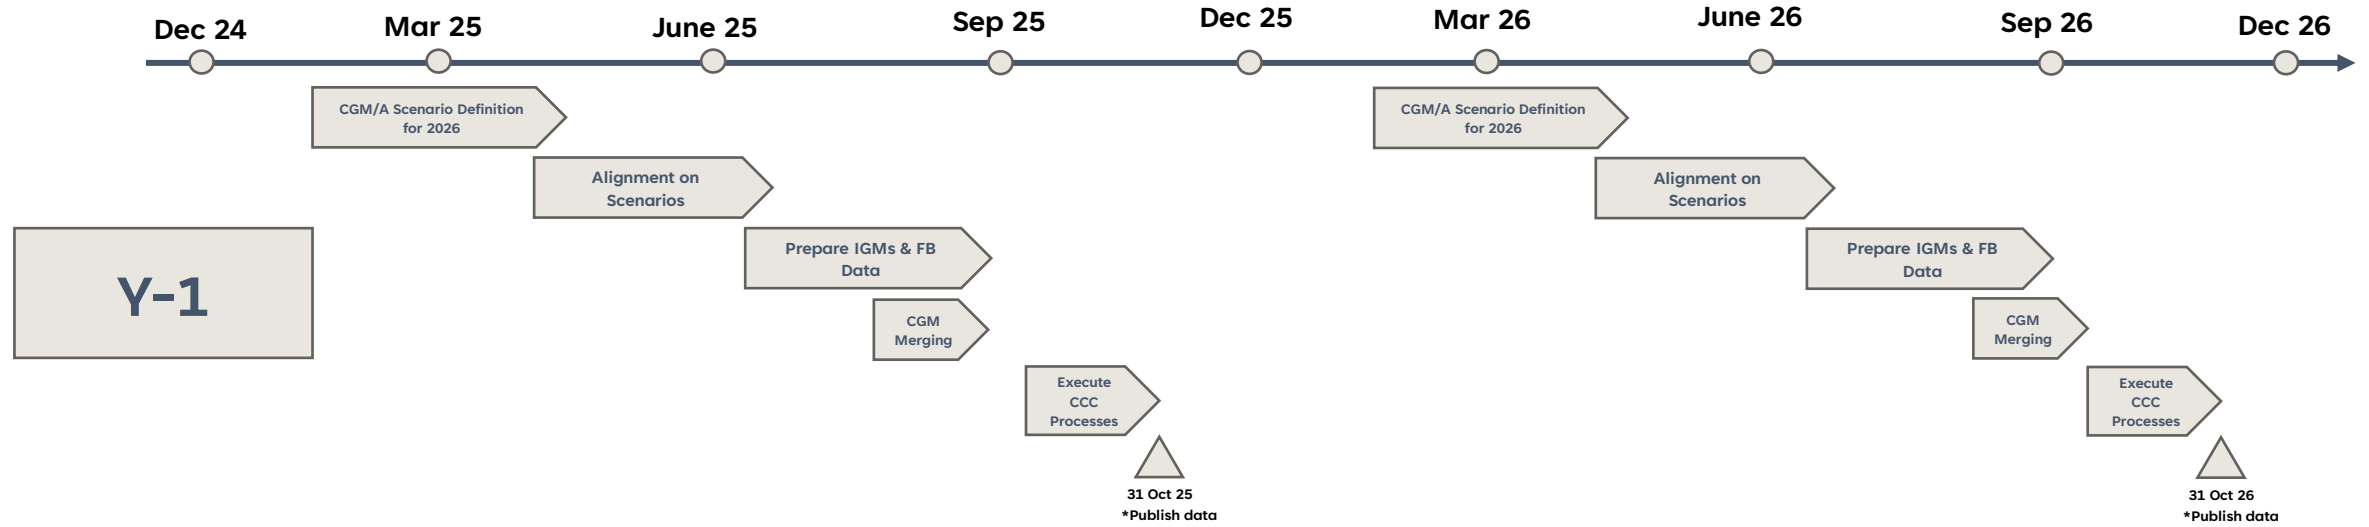 Dec 24
Mar 25
June 25
Sep 25
Dec 25
Mar 26
June 26
Sep 26
Dec 26
CGM/A Scenario Definition
for 2026
CGM/A Scenario Definition
for 2026
Alignment on
Scenarios
Alignment on
Scenarios
Y-1
Prepare IGMs & FB
Data
Prepare IGMs & FB
Data
CGM
Merging
CGM
Merging
Execute
CCC
Processes
Execute
CCC
Processes
31 Oct 25
*Publish data
31 Oct 26
*Publish data